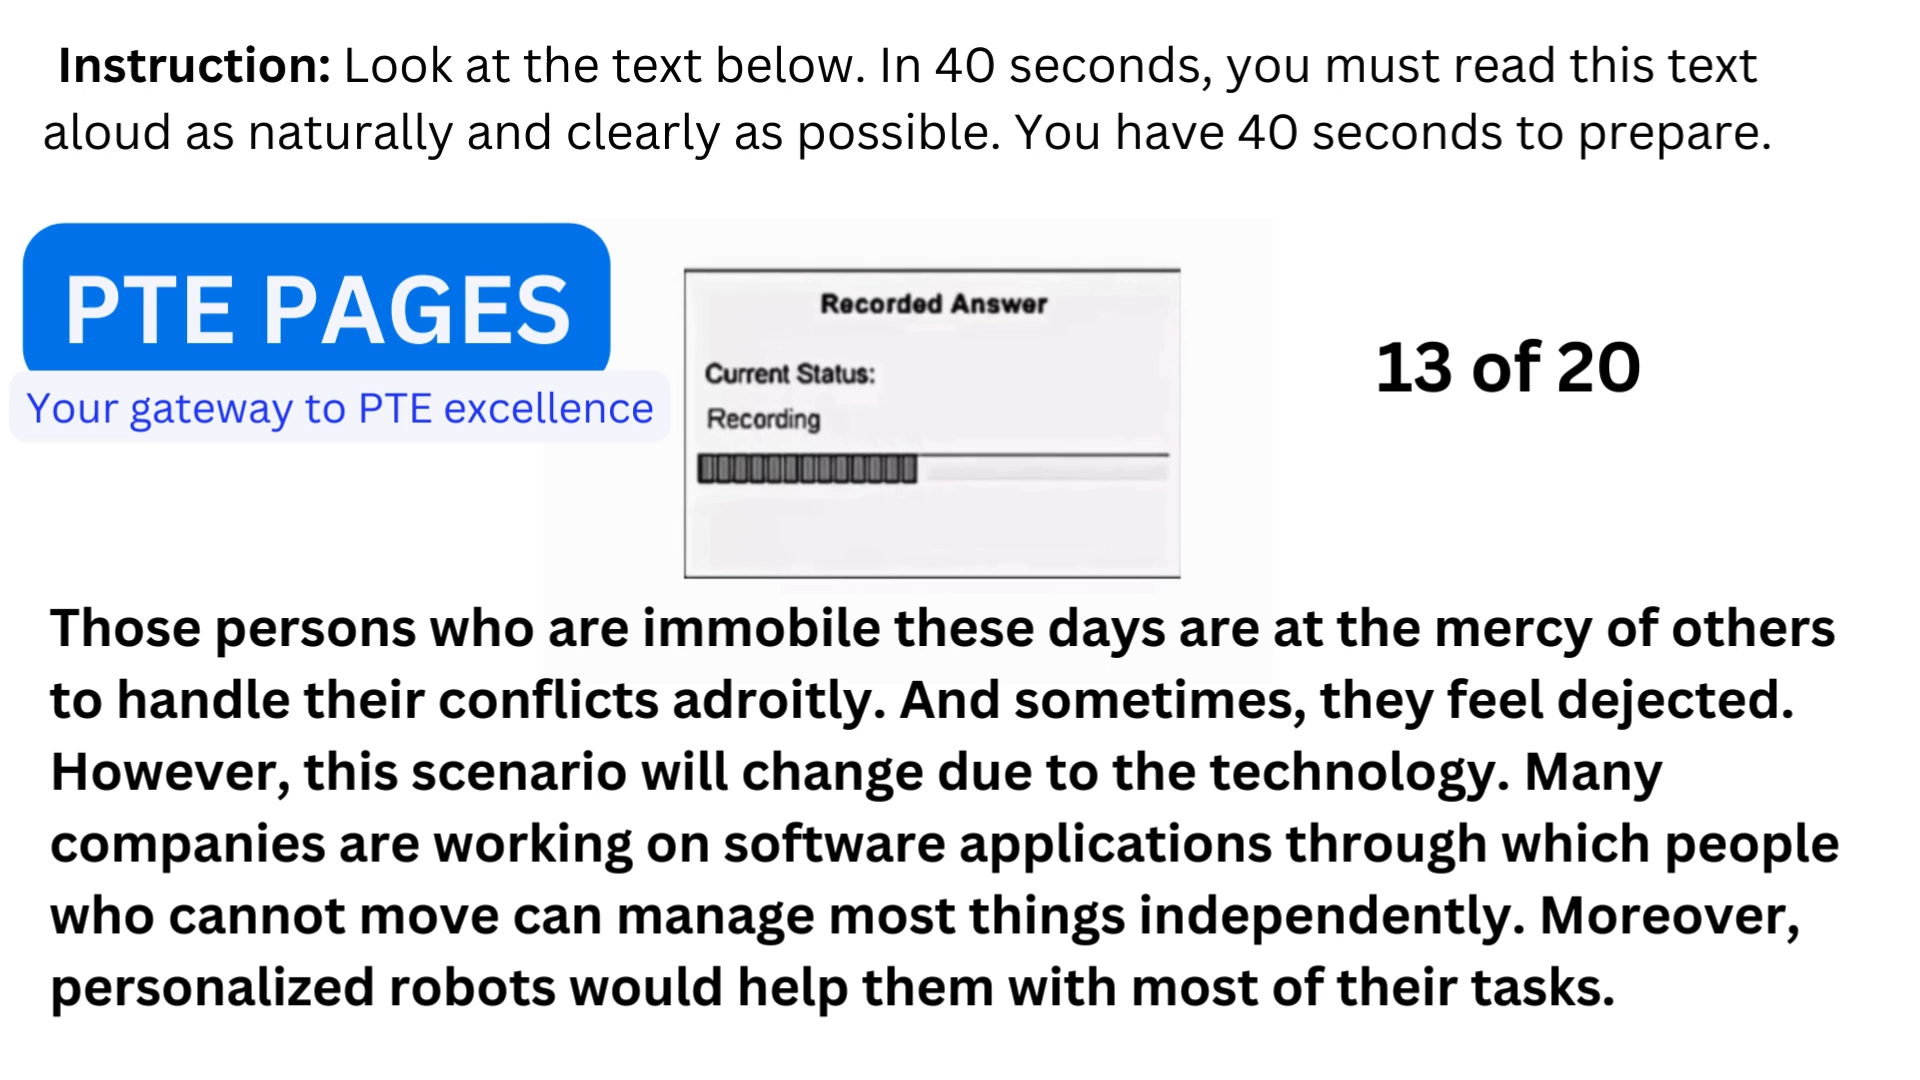 Instruction: Look at the text below. In 40 seconds, you must read this text
aloud as naturally and clearly as possible. You have 40 seconds to prepare.
PTE PAGES
Your gateway to PTE excellence
Recorded Answer
Current Status:
Recording
13 of 20
Those persons who are immobile these days are at the mercy of others
to handle their conflicts adroitly. And sometimes, they feel dejected.
However, this scenario will change due to the technology. Many
companies are working on software applications through which people
who cannot move can manage most things independently. Moreover,
personalized robots would help them with most of their tasks.